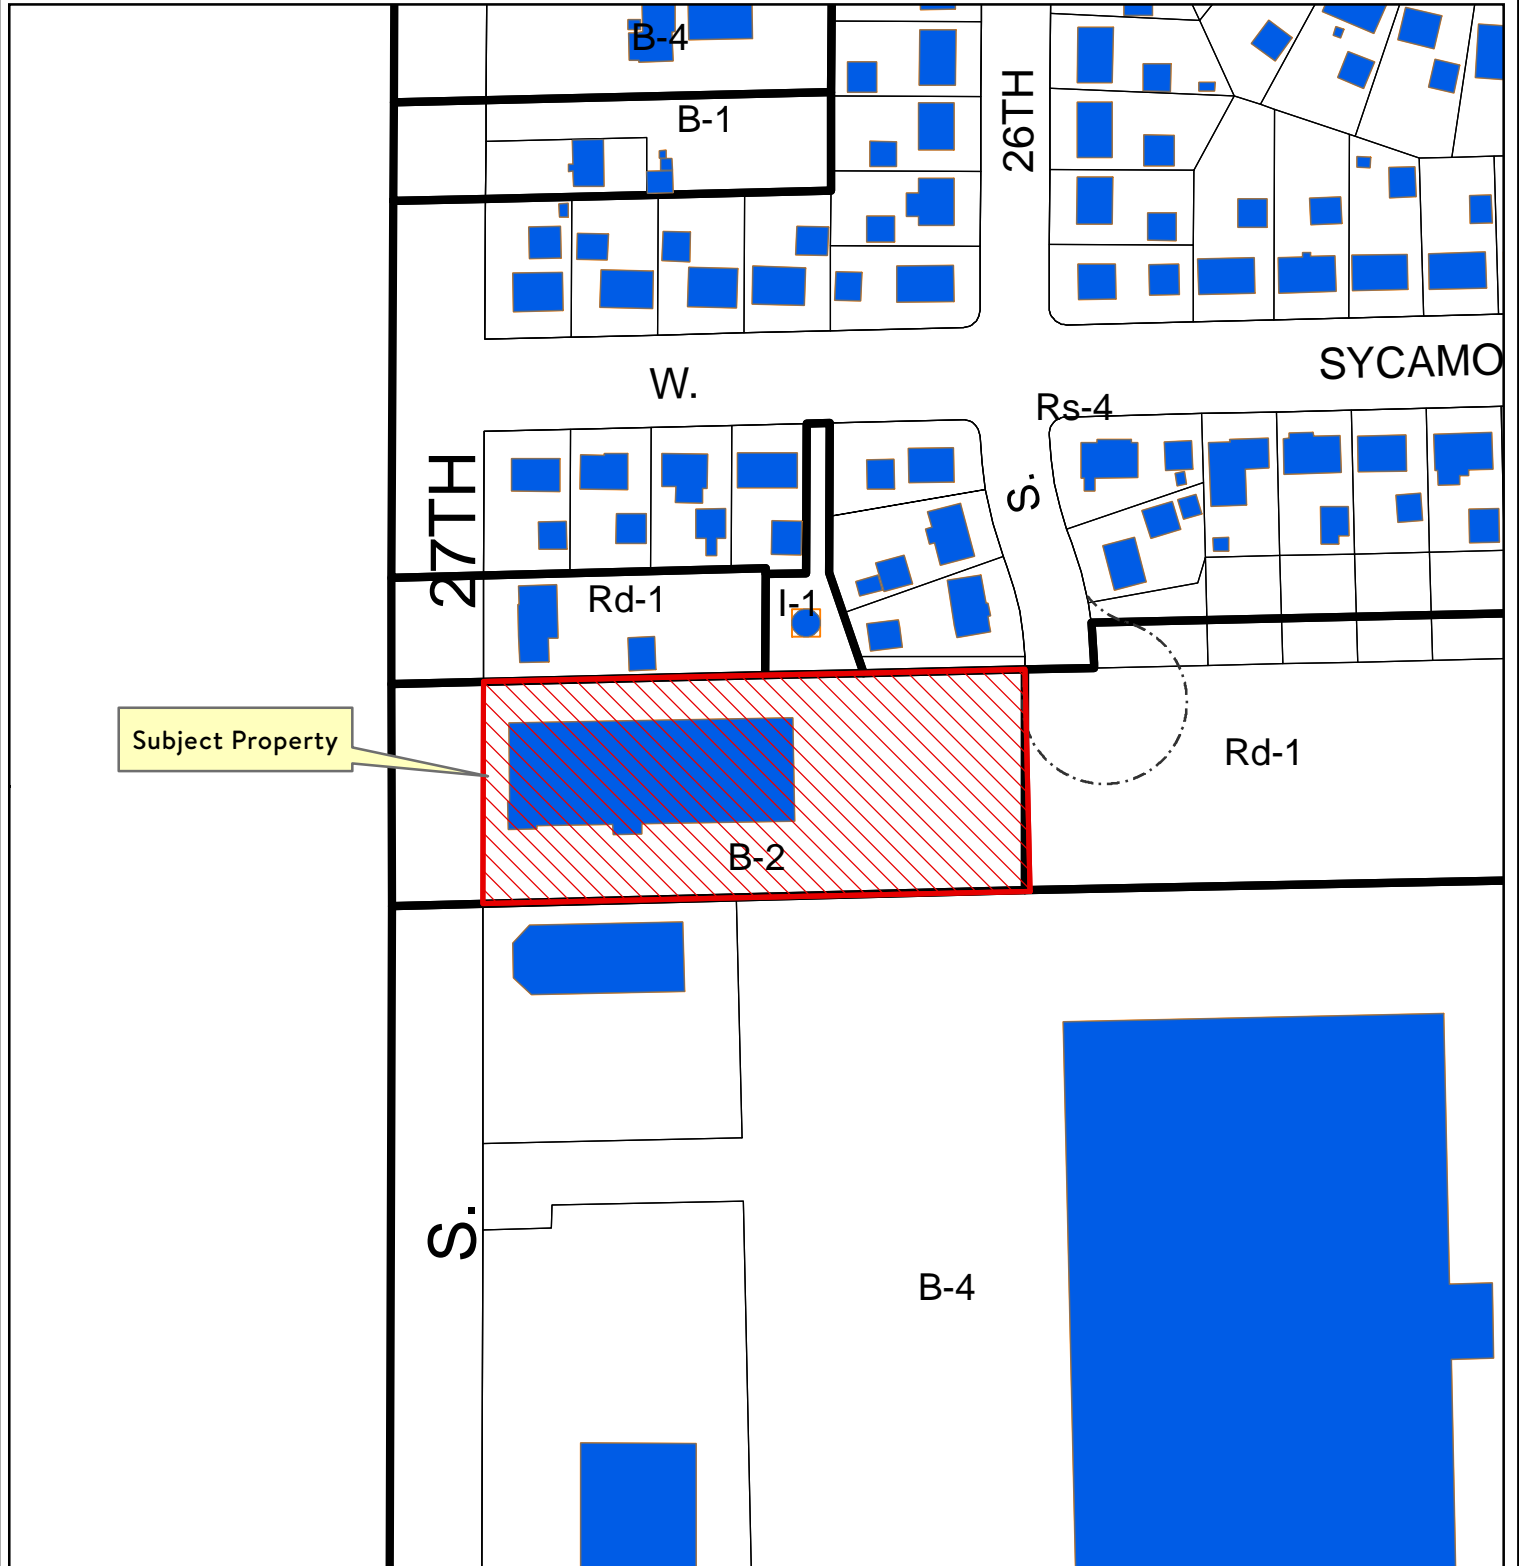 B-4
B-1
26TH
SYCAMO
W.
Rs-4
27TH
S.
Rd-1
I-1
Subject Property
Rd-1
B-2
S.
B-4